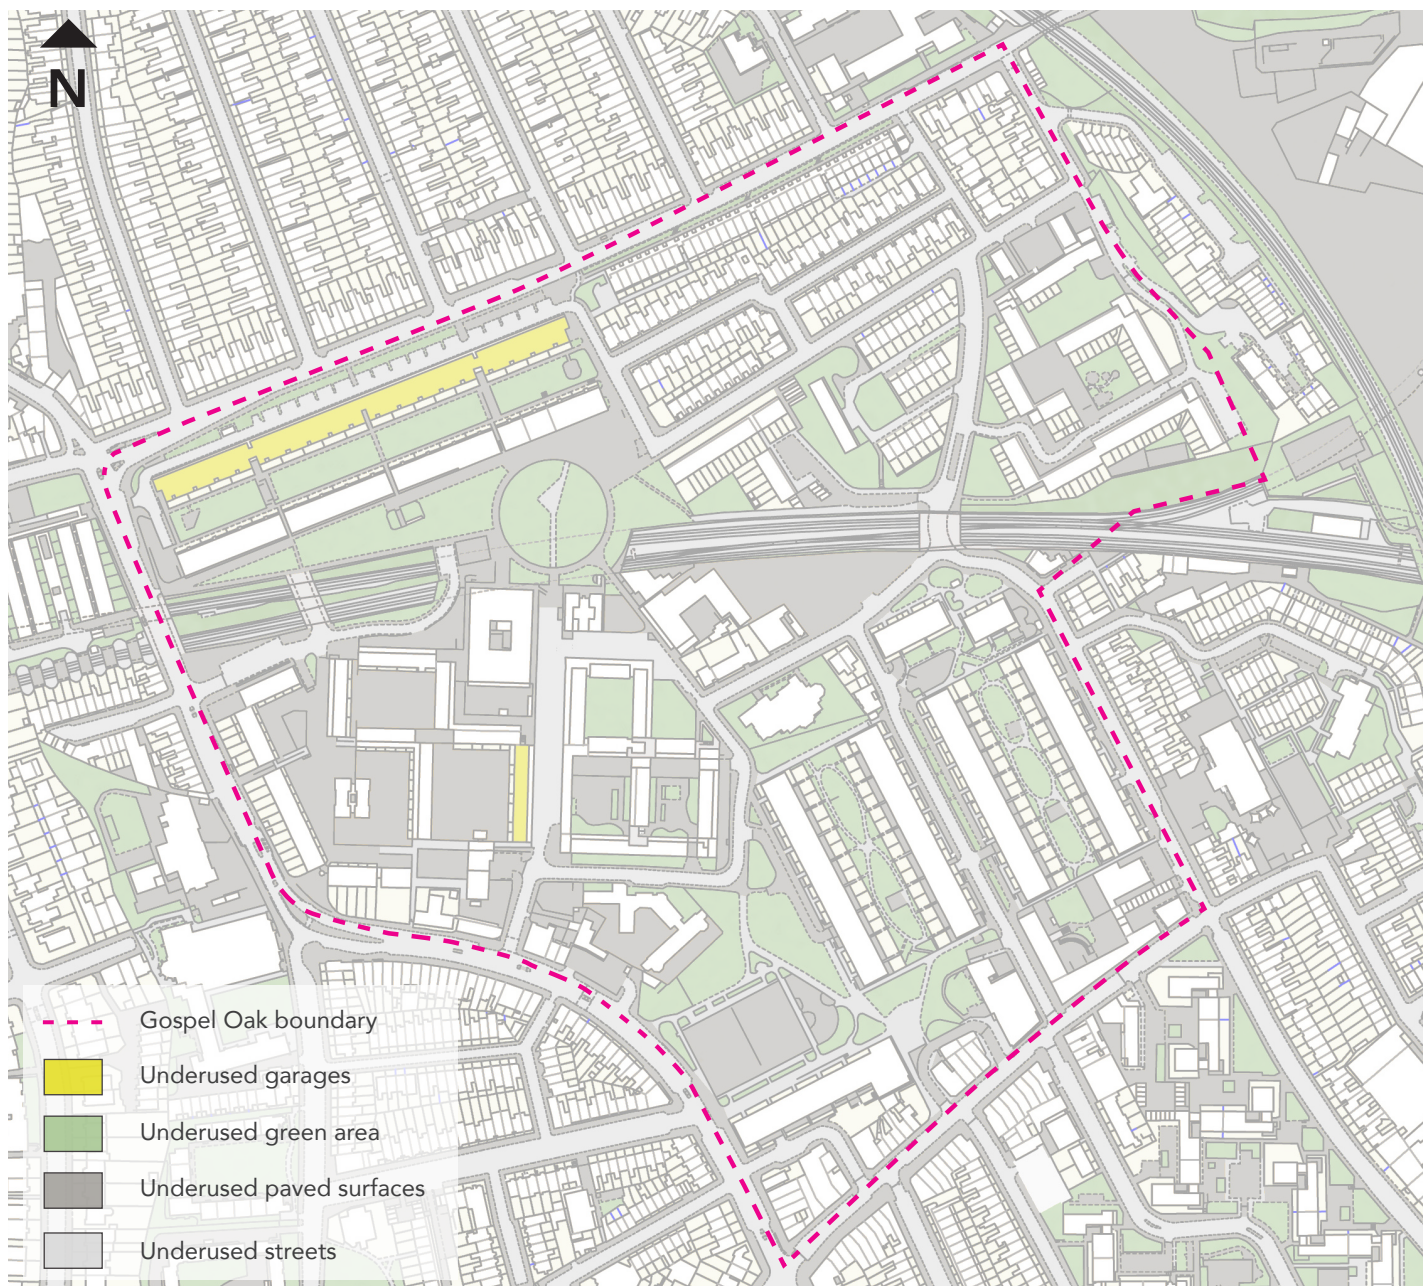 N
Gospel Oak boundary
Underused garages
Underused green area
Underused paved surfaces
Underused streets